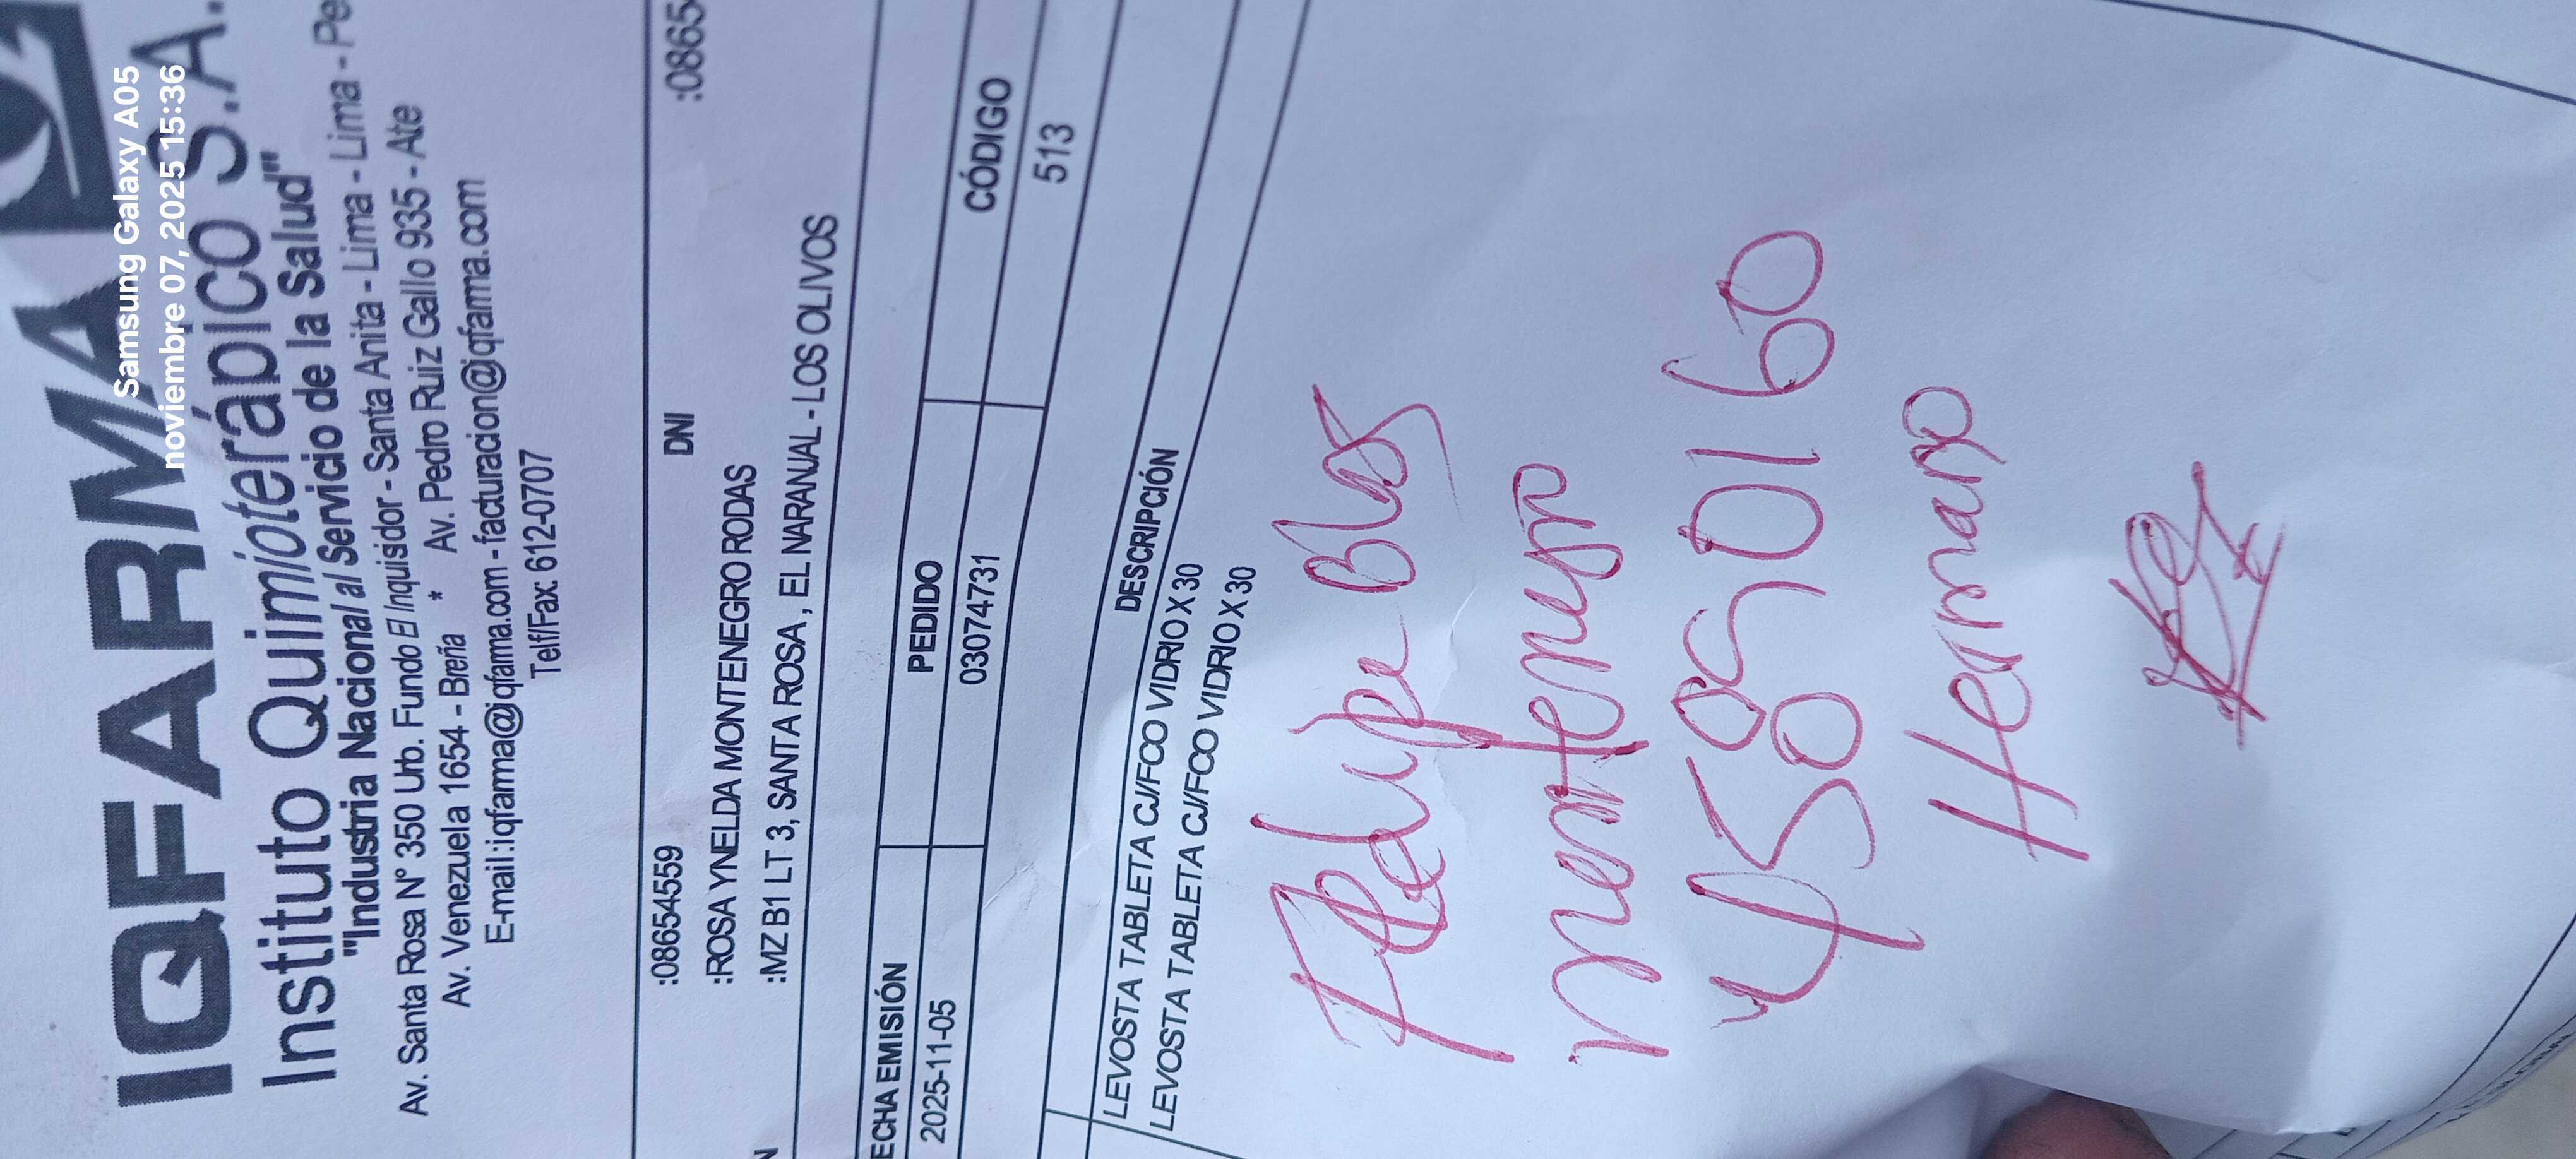 IQFARMA
Instituto Quimioterápico S.A.
"Industria Nacional al Servicio de la Salud"
Av. Santa Rosa N° 350 Urb. Fundo El Inquisidor - Santa Anita - Lima - Lima - Pe
Av. Venezuela 1654 - Breña * Av. Pedro Ruiz Gallo 935 - Ate
E-mail:iqfarma@iqfarma.com - facturacion@iqfarma.com
Telf/Fax: 612-0707
:08654559 DNI :0865
:ROSA YNELDA MONTENEGRO RODAS
:MZ B1 LT 3, SANTA ROSA , EL NARANJAL - LOS OLIVOS
ECHA EMISIÓN PEDIDO CÓDIGO
2025-11-05 03074731 513
DESCRIPCIÓN
LEVOSTA TABLETA CJ/FCO VIDRIO X 30
LEVOSTA TABLETA CJ/FCO VIDRIO X 30
Felipe Blas
Hermano
Samsung Galaxy A05
noviembre 07, 2025 15:36